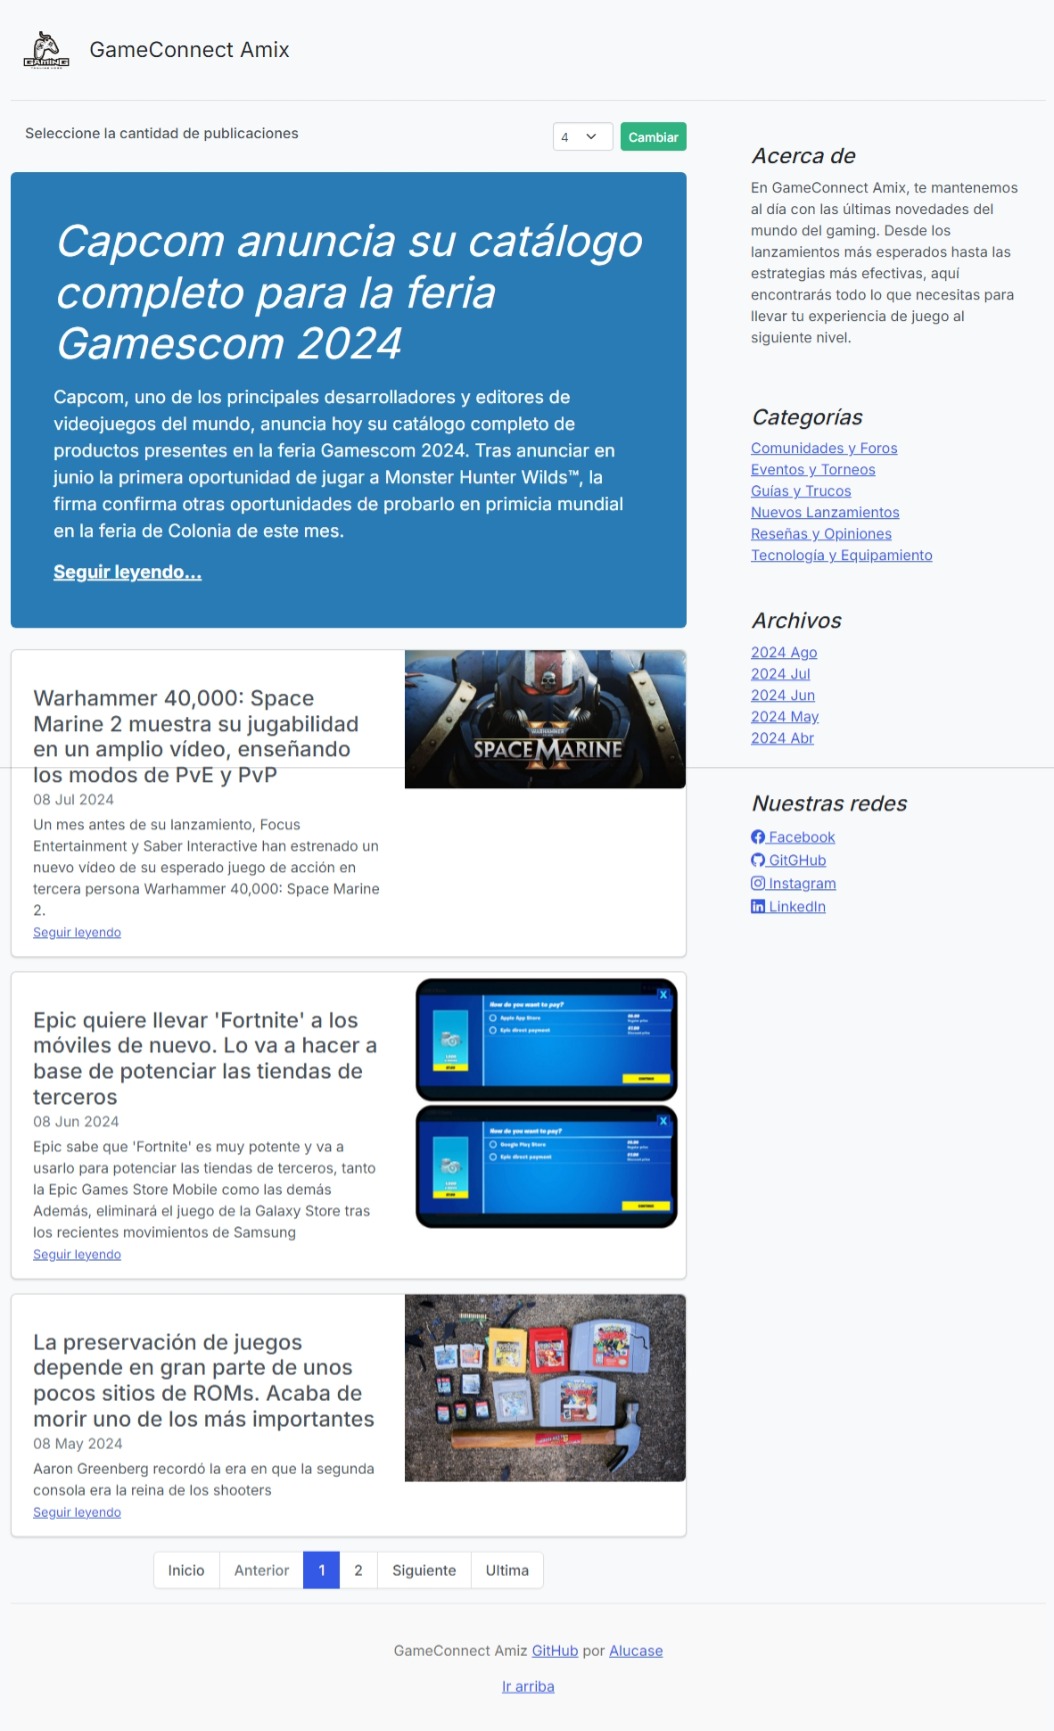 GAMING
GameConnect Amix
Seleccione la cantidad de publicaciones
4
Cambiar
Capcom anuncia su catálogo
completo para la feria
Gamescom 2024
Capcom, uno de los principales desarrolladores y editores de
videojuegos del mundo, anuncia hoy su catálogo completo de
productos presentes en la feria Gamescom 2024. Tras anunciar en
junio la primera oportunidad de jugar a Monster Hunter Wilds™, la
firma confirma otras oportunidades de probarlo en primicia mundial
en la feria de Colonia de este mes.
Seguir leyendo...
Warhammer 40,000: Space
Marine 2 muestra su jugabilidad
en un amplio vídeo, enseñando
los modos de PvE y PvP
08 Jul 2024
Un mes antes de su lanzamiento, Focus
Entertainment y Saber Interactive han estrenado un
nuevo vídeo de su esperado juego de acción en
tercera persona Warhammer 40,000: Space Marine
2.
Seguir leyendo
SPACE MARINE
Epic quiere llevar 'Fortnite' a los
móviles de nuevo. Lo va a hacer a
base de potenciar las tiendas de
terceros
08 Jun 2024
Epic sabe que 'Fortnite' es muy potente y va a
usarlo para potenciar las tiendas de terceros, tanto
la Epic Games Store Mobile como las demás
Además, eliminará el juego de la Galaxy Store tras
los recientes movimientos de Samsung
Seguir leyendo
X
How do you want to pay?
Apple App Store
Epic direct payment
X
How do you want to pay?
Google Play Store
Epic direct payment
La preservación de juegos
depende en gran parte de unos
pocos sitios de ROMs. Acaba de
morir uno de los más importantes
08 May 2024
Aaron Greenberg recordó la era en que la segunda
consola era la reina de los shooters
Seguir leyendo
Inicio
Anterior
1
2
Siguiente
Ultima
Acerca de
En GameConnect Amix, te mantenemos
al día con las últimas novedades del
mundo del gaming. Desde los
lanzamientos más esperados hasta las
estrategias más efectivas, aquí
encontrarás todo lo que necesitas para
llevar tu experiencia de juego al
siguiente nivel.
Categorías
Comunidades y Foros
Eventos y Torneos
Guías y Trucos
Nuevos Lanzamientos
Reseñas y Opiniones
Tecnología y Equipamiento
Archivos
2024 Ago
2024 Jul
2024 Jun
2024 May
2024 Abr
Nuestras redes
Facebook
GitGHub
Instagram
LinkedIn
GameConnect Amiz GitHub por Alucase
Ir arriba